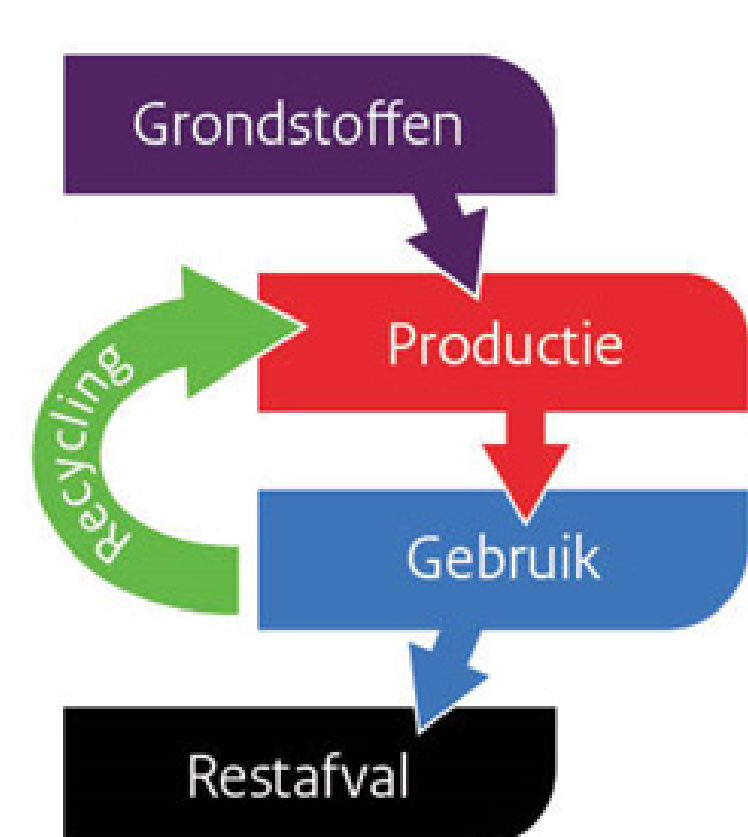 Grondstoffen
Productie
Recycling
Gebruik
Restafval